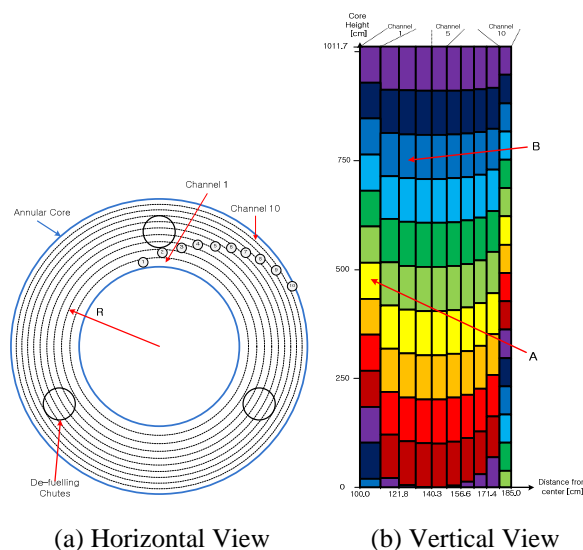 Core
Height
[cm]
Channel
1
Channel
5
Channel
10
1011.7
B
750
500
A
250
0
100.0
121.8
140.3
156.6
171.4
185.0
Distance from
center [cm]
Channel 1
Annular Core
Channel 10
1
2
3
4
5
6
7
8
9
10
R
De-fuelling
Chutes
(a) Horizontal View
(b) Vertical View